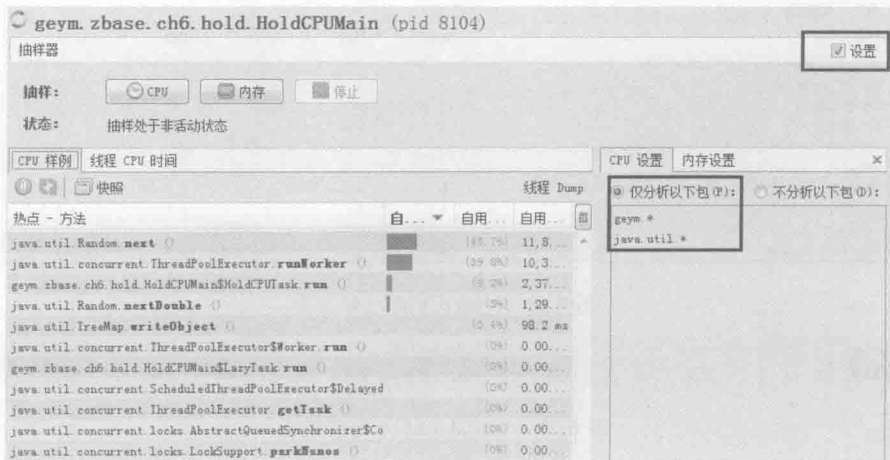 geym.zbase.ch6.hold.HoldCPUMain (pid 8104)
抽样器
设置
抽样： CPU 内存 停止
状态： 抽样处于非活动状态
CPU 样例 线程 CPU 时间
CPU 设置 内存设置
快照 线程 Dump
仅分析以下包(P)： 不分析以下包(D)：
热点 - 方法 自... 自用... 自用...
geym.*
java.util.*
java.util.Random.next () 11,8...
java.util.concurrent.ThreadPoolExecutor.runWorker () 10,3...
geym.zbase.ch6.hold.HoldCPUMain$HoldCPUTask.run () 2,37...
java.util.Random.nextDouble () (5%) 1,29...
java.util.TreeMap.writeObject () 98.2 ms
java.util.concurrent.ThreadPoolExecutor$Worker.run () (0%) 0.00...
geym.zbase.ch6.hold.HoldCPUMain$LazyTask.run () (0%) 0.00...
java.util.concurrent.ScheduledThreadPoolExecutor$Delayed (0%) 0.00...
java.util.concurrent.ThreadPoolExecutor.getTask () (0%) 0.00...
java.util.concurrent.locks.AbstractQueuedSynchronizer$Co (0%) 0.00...
java.util.concurrent.locks.LockSupport.parkNanos () (0%) 0.00...